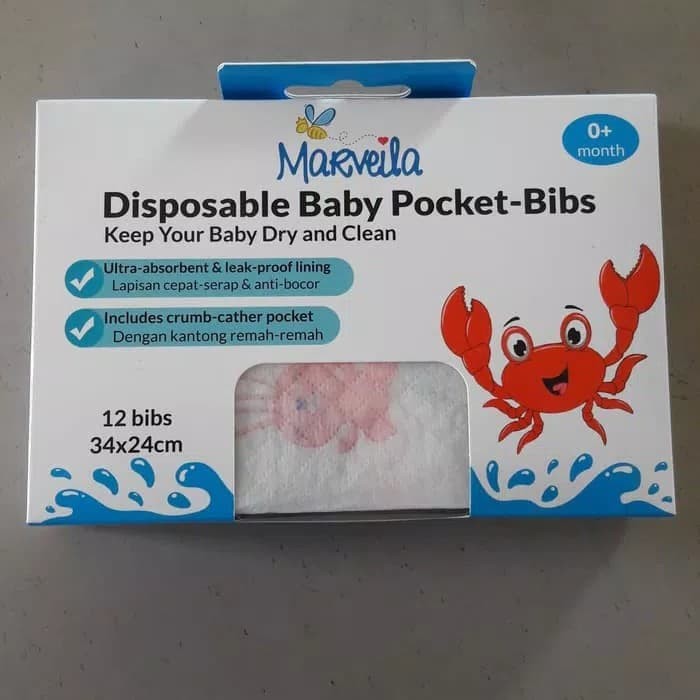 0+
month
Marveila
Disposable Baby Pocket-Bibs
Keep Your Baby Dry and Clean
Ultra-absorbent & leak-proof lining
Lapisan cepat-serap & anti-bocor
Includes crumb-cather pocket
Dengan kantong remah-remah
12 bibs
34x24cm